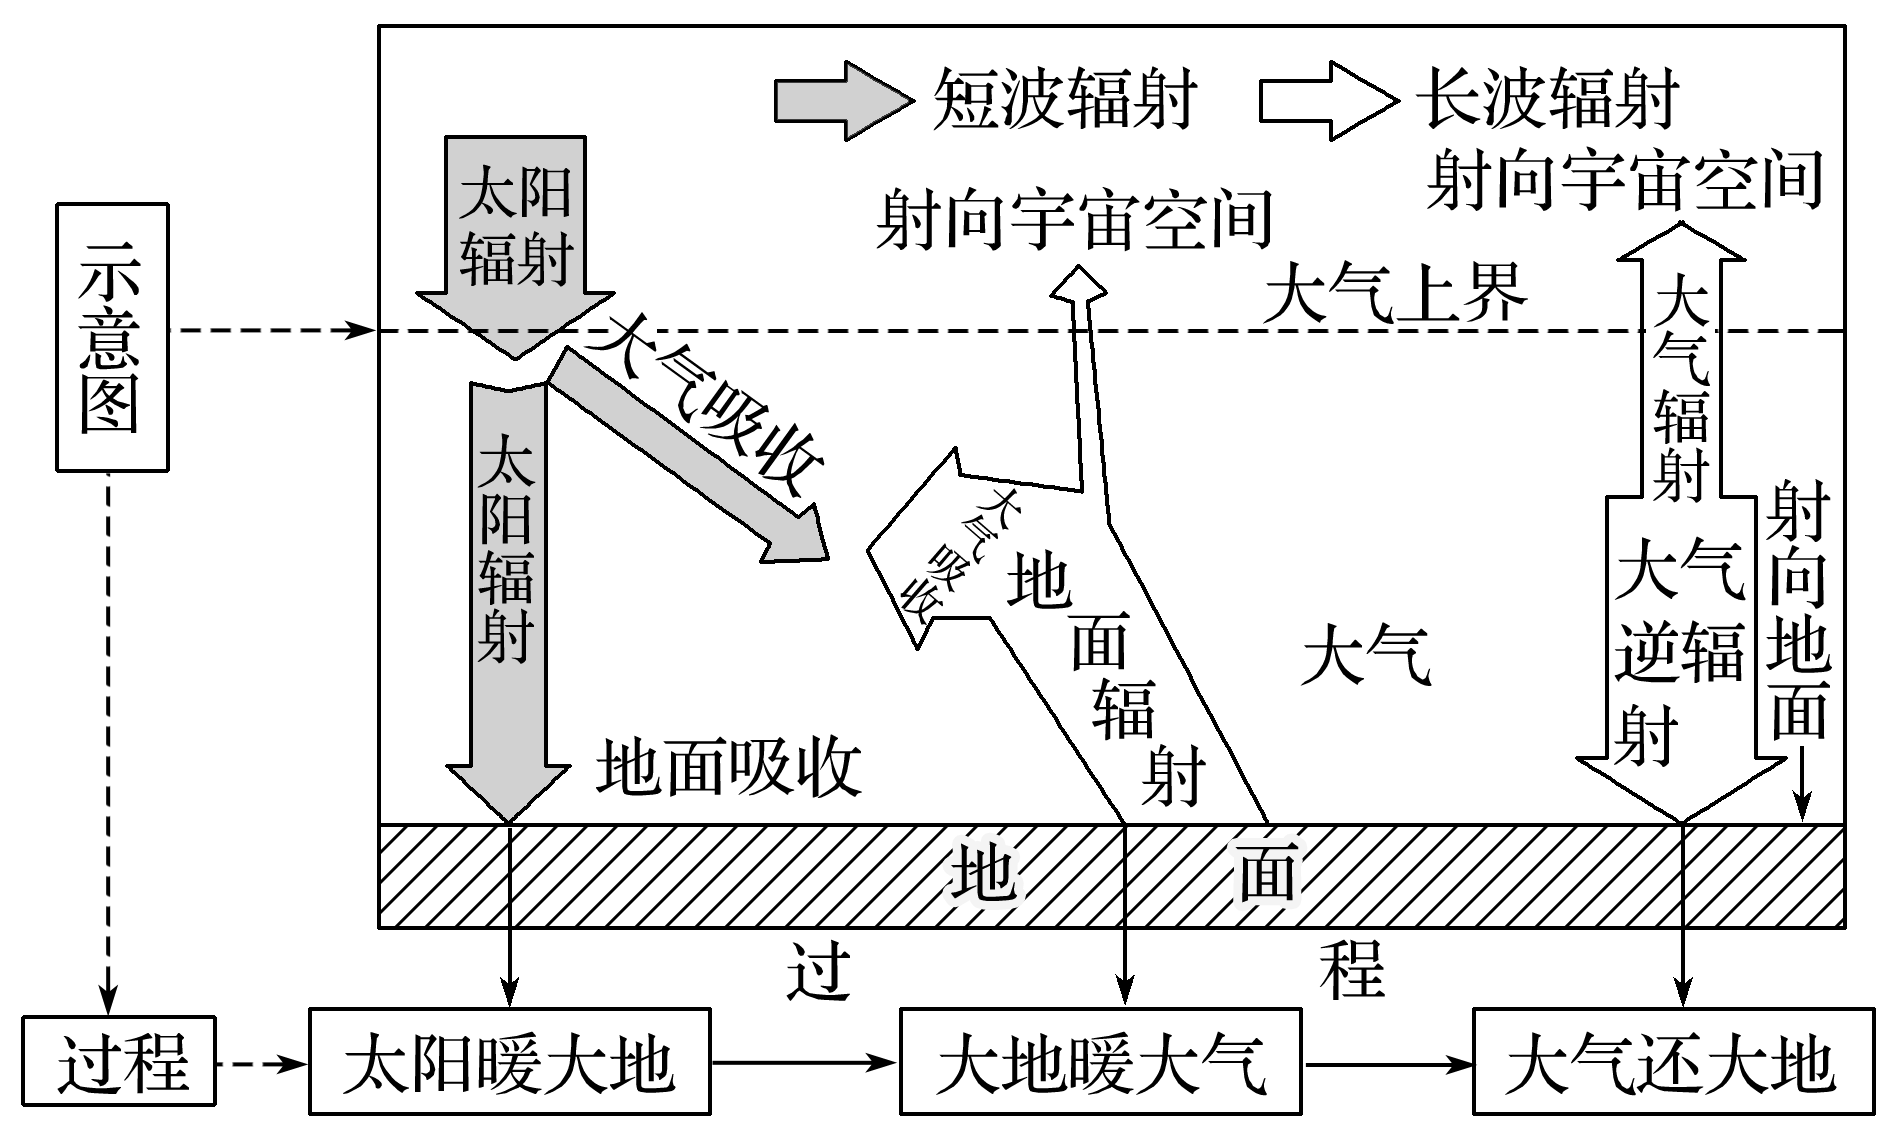 短波辐射
长波辐射
太阳
辐射
射向宇宙空间
射向宇宙空间
示意图
大气上界
大气吸收
太阳辐射
大气吸收
地面辐射
大气
大气辐射
大气
逆辐
射
射向地面
地面吸收
地面
过程
过程
太阳暖大地
大地暖大气
大气还大地